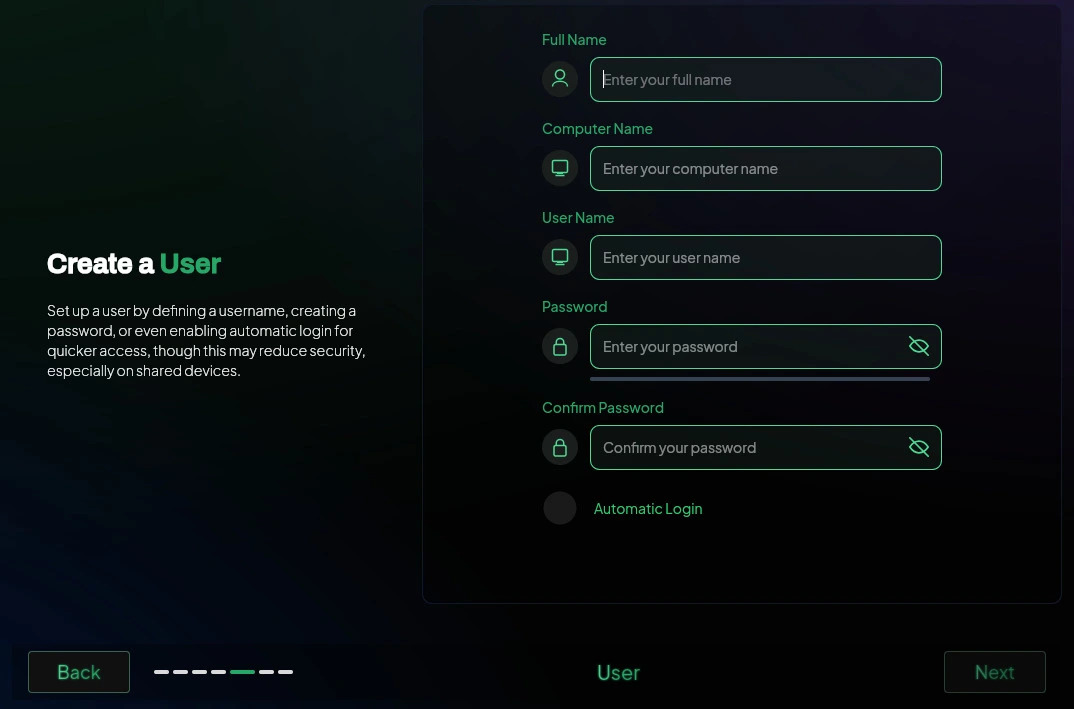 Create a User
Set up a user by defining a username, creating a
password, or even enabling automatic login for
quicker access, though this may reduce security,
especially on shared devices.
Full Name
Enter your full name
Computer Name
Enter your computer name
User Name
Enter your user name
Password
Enter your password
Confirm Password
Confirm your password
Automatic Login
Back
User
Next